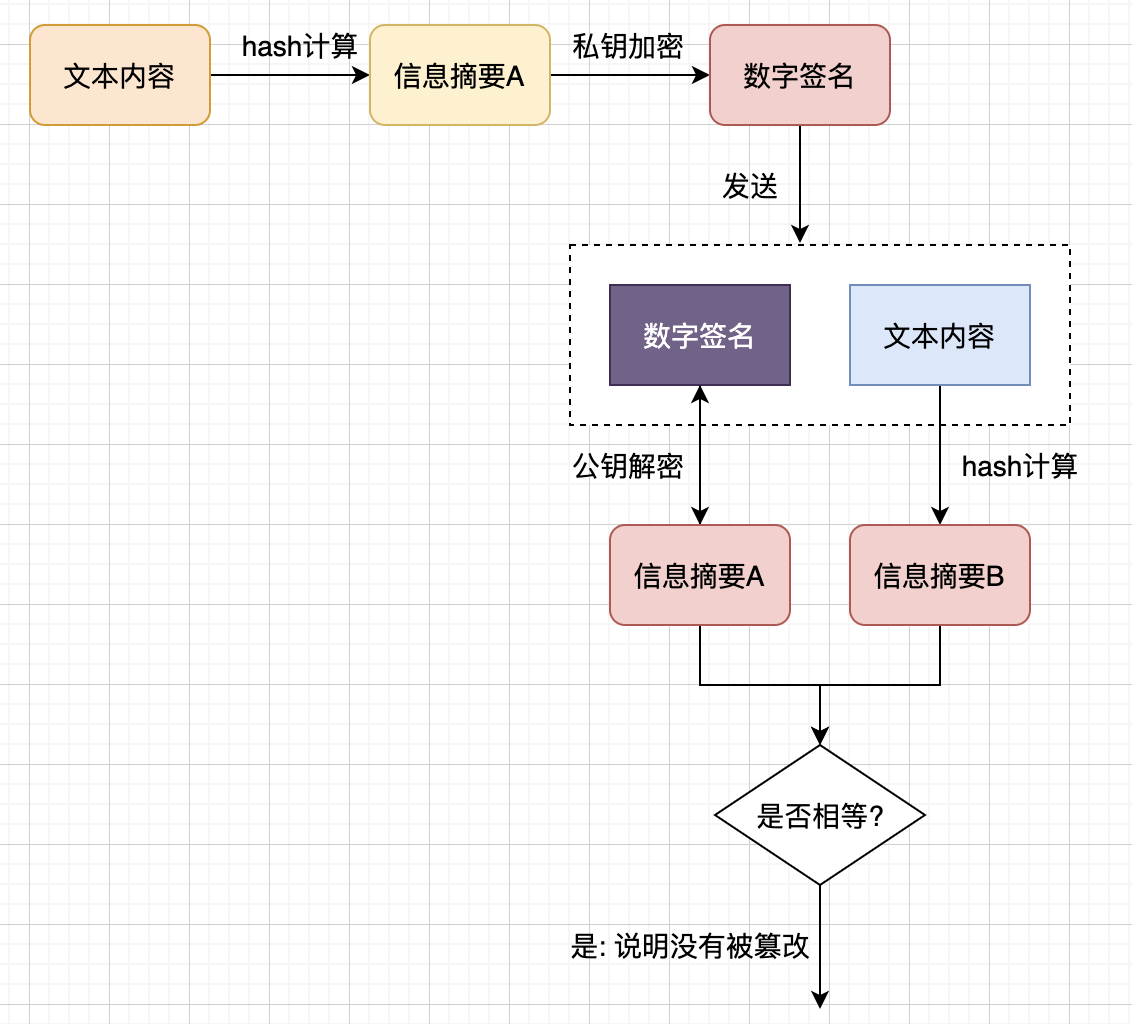 文本内容
hash计算
信息摘要A
私钥加密
数字签名
发送
数字签名
文本内容
公钥解密
hash计算
信息摘要A
信息摘要B
是否相等?
是: 说明没有被篡改